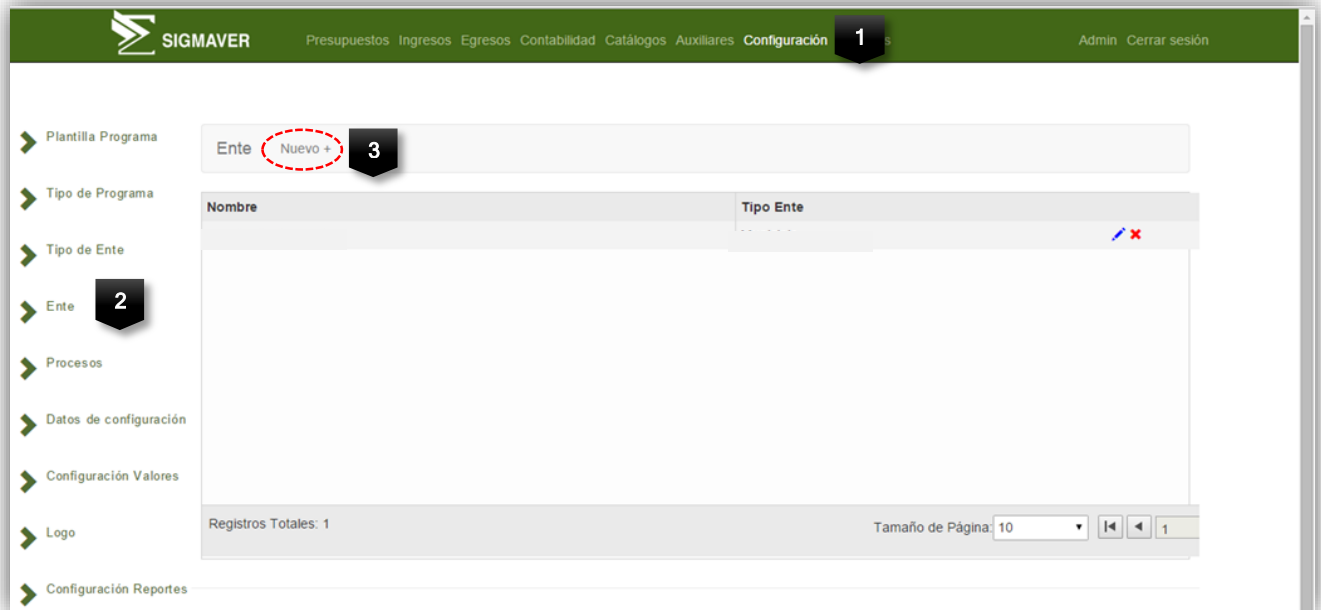 SIGMAVER Presupuestos Ingresos Egresos Contabilidad Catálogos Auxiliares Configuración 1 Admin Cerrar sesión
Plantilla Programa
Ente Nuevo + 3
Tipo de Programa
Nombre Tipo Ente
Tipo de Ente
Ente 2
Procesos
Datos de configuración
Configuración Valores
Registros Totales: 1 Tamaño de Página: 10 1
Logo
Configuración Reportes